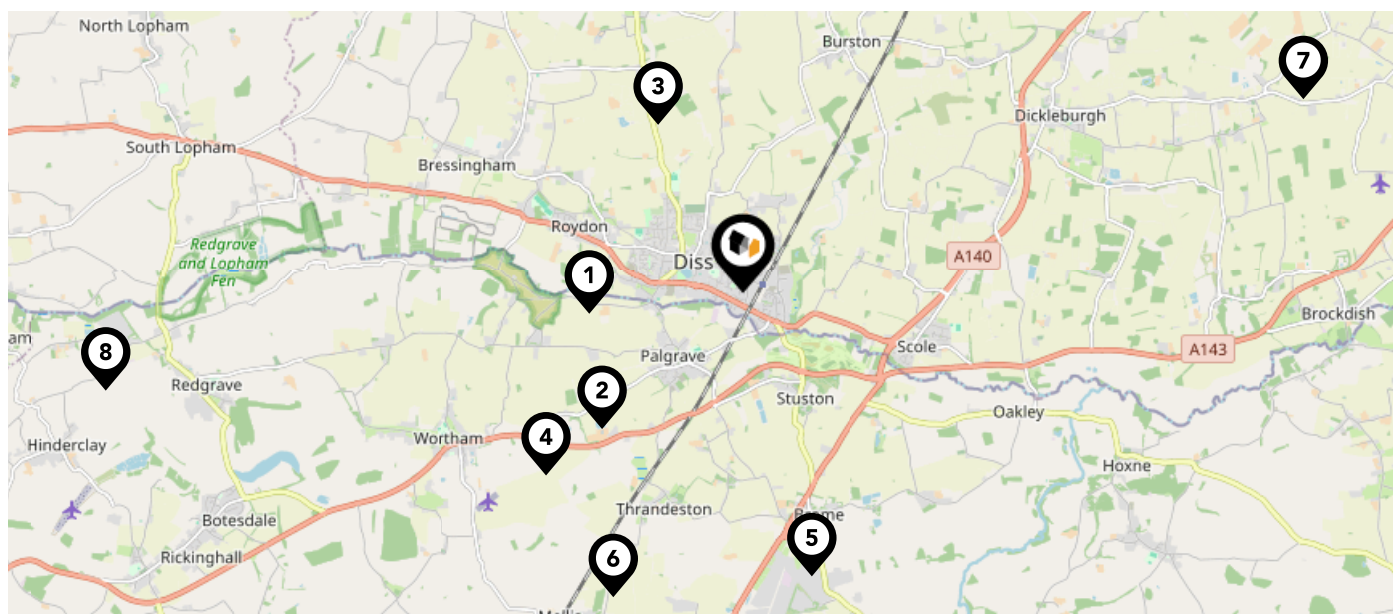 North Lopham
Burston
7
3
Dickleburgh
South Lopham
Bressingham
Roydon
Redgrave
and Lopham
Fen
Diss
A140
1
Brockdish
am
8
Redgrave
Palgrave
Scole
A143
2
Stuston
Oakley
Wortham
4
Hinderclay
Hoxne
Botesdale
Thrandeston
5
Rickinghall
6